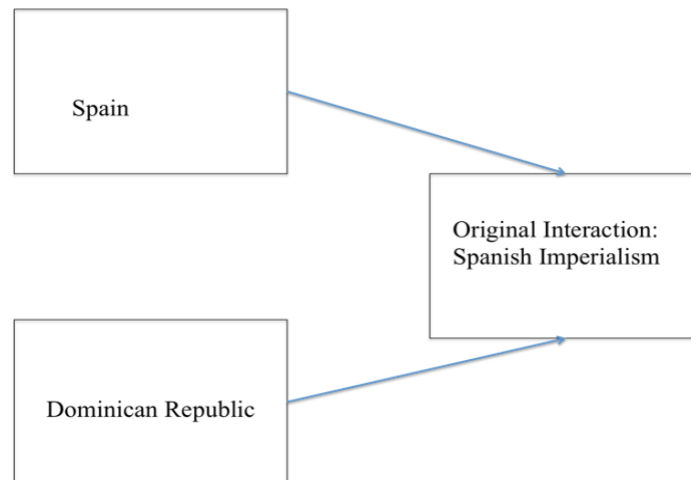 Spain
Original Interaction:
Spanish Imperialism
Dominican Republic